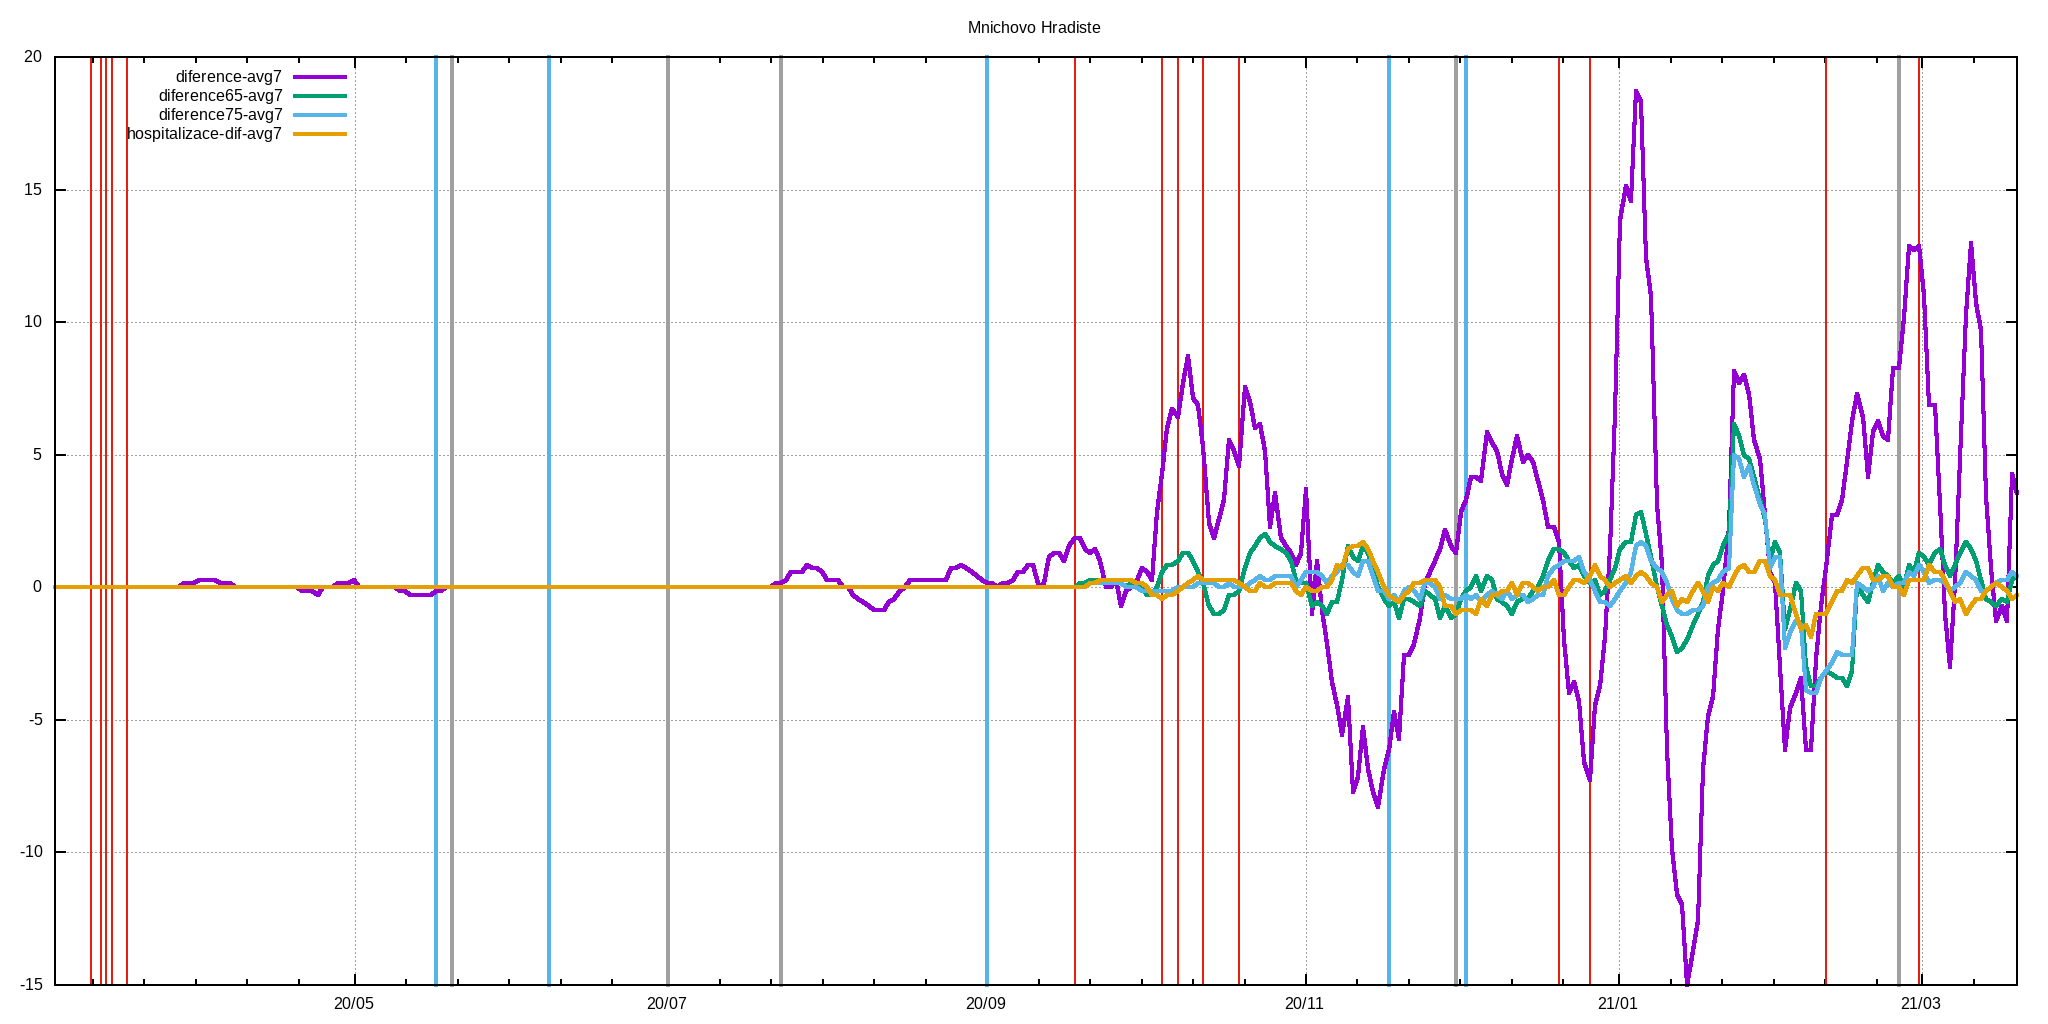 Mnichovo Hradiste
diference-avg7
diference65-avg7
diference75-avg7
hospitalizace-dif-avg7
20
15
10
5
0
-5
-10
-15
20/05 20/07 20/09 20/11 21/01 21/03